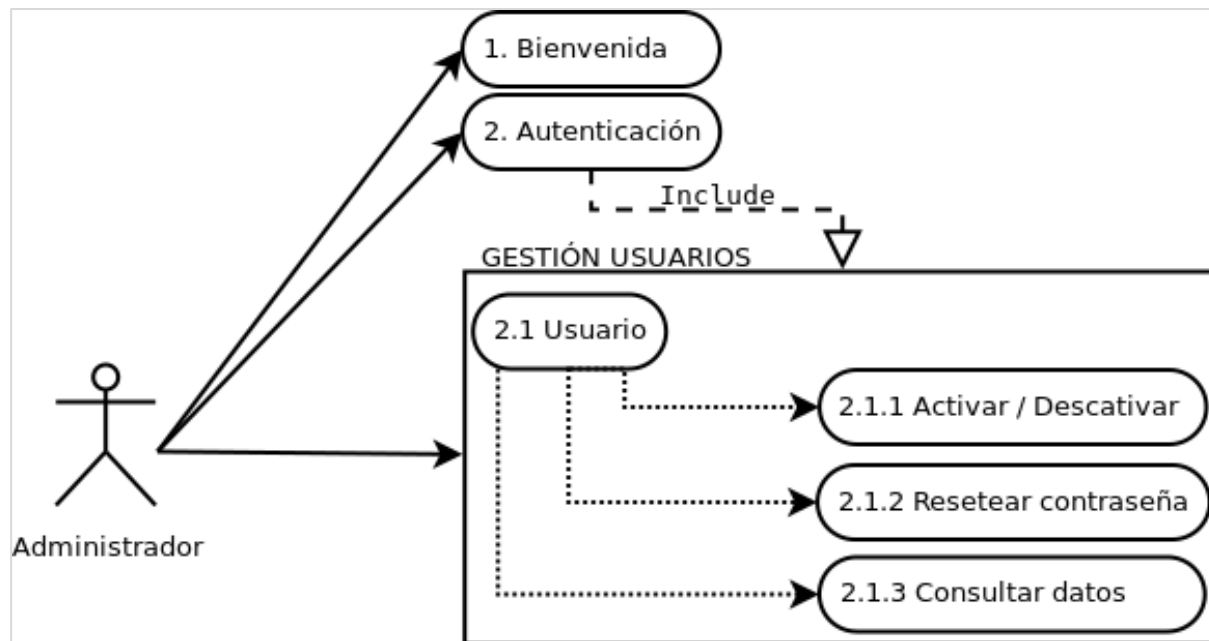 1. Bienvenida
2. Autenticación
Include
GESTIÓN USUARIOS
2.1 Usuario
2.1.1 Activar / Descativar
2.1.2 Resetear contraseña
2.1.3 Consultar datos
Administrador